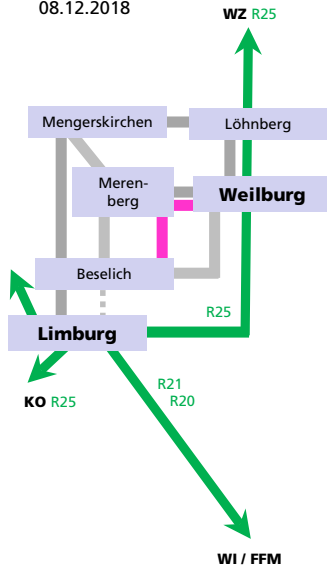 08.12.2018
WZ R25
Mengerskirchen
Löhnberg
Meren-
berg
Weilburg
Beselich
R25
Limburg
R21
R20
KO R25
WI / FFM